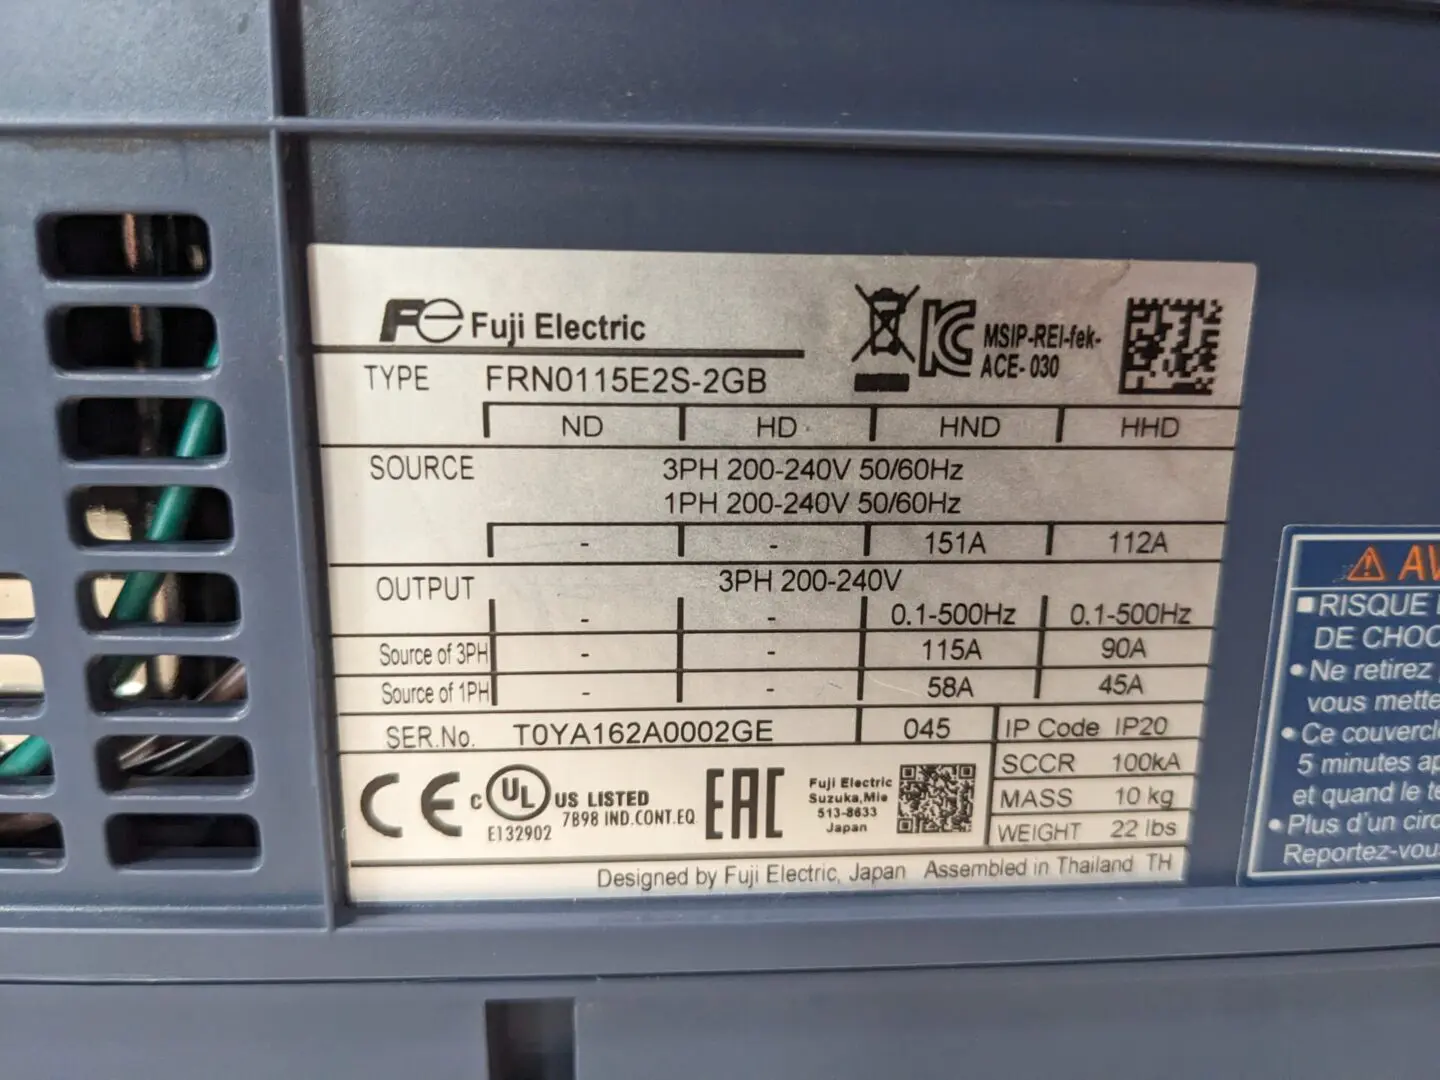 Fe Fuji Electric
MSIP-REI-fek-
ACE- 030
TYPE FRN0115E2S-2GB
ND HD HND HHD
SOURCE 3PH 200-240V 50/60Hz
1PH 200-240V 50/60Hz
- - 151A 112A
OUTPUT 3PH 200-240V
- - 0.1-500Hz 0.1-500Hz
Source of 3PH - - 115A 90A
Source of 1PH - - 58A 45A
SER.No. T0YA162A0002GE 045 IP Code IP20
SCCR 100kA
MASS 10 kg
WEIGHT 22 lbs
CE c UL US LISTED
E132902 7B98 IND.CONT.EQ
EAC
Fuji Electric
Suzuka,Mie
513-8633
Japan
Designed by Fuji Electric, Japan Assembled in Thailand TH
RISQUE
DE CHOC
• Ne retirez
vous mette
• Ce couvercl
5 minutes ap
et quand le te
• Plus d'un circ
Reportez-vou